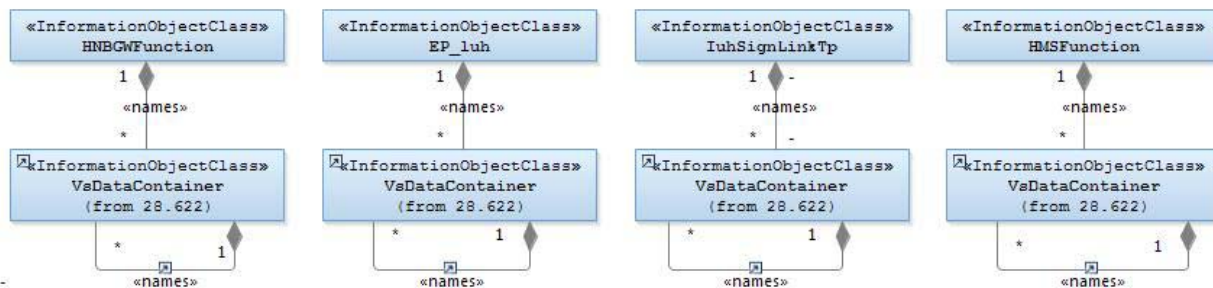 «InformationObjectClass»
HNBGWFunction
«InformationObjectClass»
EP_luh
«InformationObjectClass»
IuhSignLinkTp
«InformationObjectClass»
HMSFunction
1
1
1 -
1
«names»
«names»
«names»
«names»
*
*
* -
*
«InformationObjectClass»
VsDataContainer
(from 28.622)
«InformationObjectClass»
VsDataContainer
(from 28.622)
«InformationObjectClass»
VsDataContainer
(from 28.622)
«InformationObjectClass»
VsDataContainer
(from 28.622)
* 1
* 1
* 1
* 1
-
«names»
«names»
«names»
«names»